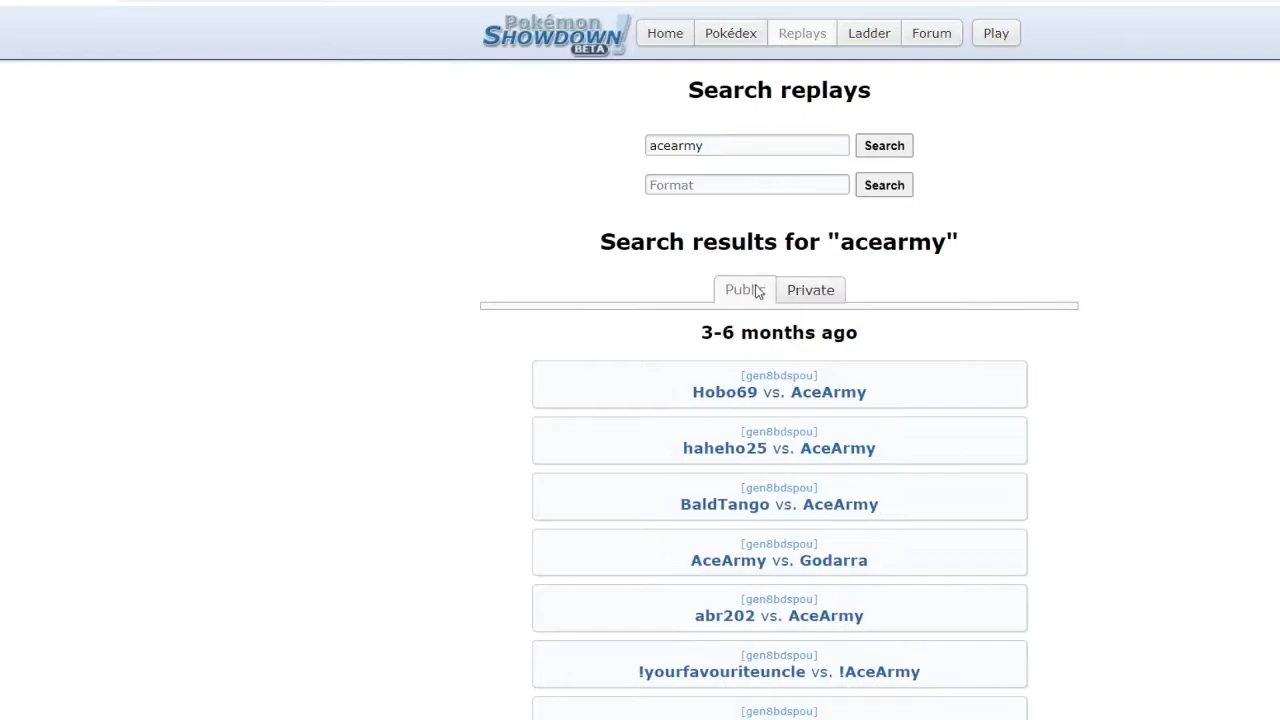 Pokémon
SHOWDOWN!
BETA
Home
Pokédex
Replays
Ladder
Forum
Play
Search replays
acearmy
Search
Format
Search
Search results for "acearmy"
Public
Private
3-6 months ago
[gen8bdspou]
Hobo69 vs. AceArmy
[gen8bdspou]
haheho25 vs. AceArmy
[gen8bdspou]
BaldTango vs. AceArmy
[gen8bdspou]
AceArmy vs. Godarra
[gen8bdspou]
abr202 vs. AceArmy
[gen8bdspou]
!yourfavouriteuncle vs. !AceArmy
[gen8bdspou]